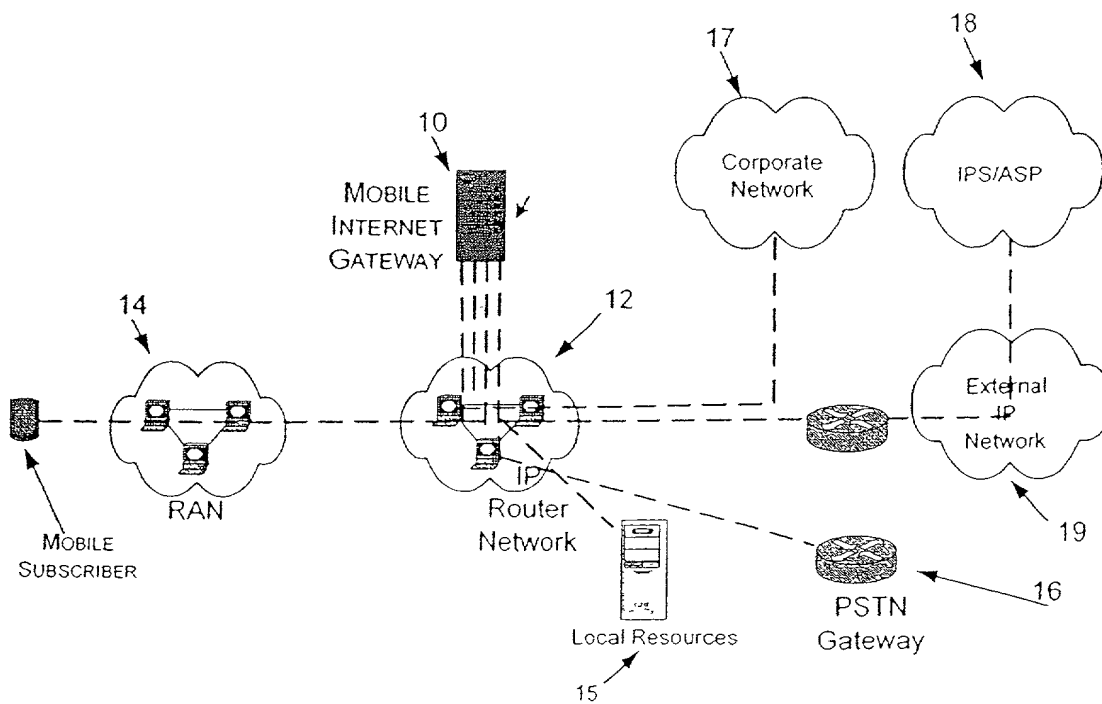 17
18
10
Corporate
Network
IPS/ASP
MOBILE
INTERNET
GATEWAY
14
12
External
IP
Network
RAN
IP
Router
Network
19
MOBILE
SUBSCRIBER
16
PSTN
Gateway
Local Resources
15